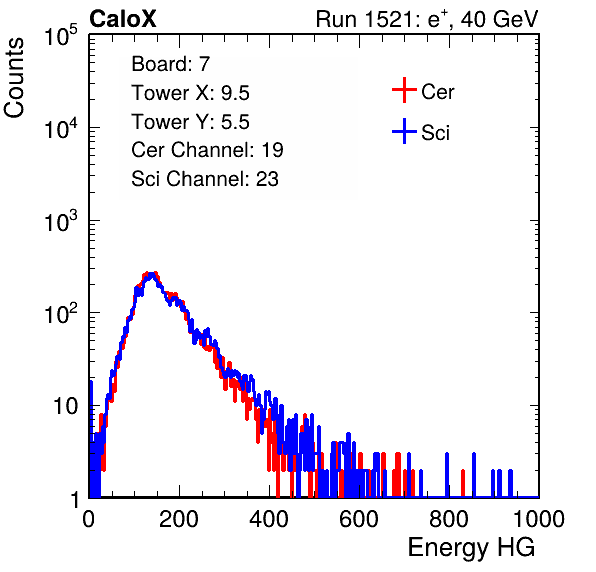 CaloX
Run 1521: e+, 40 GeV
Counts
10^5
10^4
10^3
10^2
10
1
Board: 7
Tower X: 9.5
Tower Y: 5.5
Cer Channel: 19
Sci Channel: 23
Cer
Sci
0 200 400 600 800 1000
Energy HG